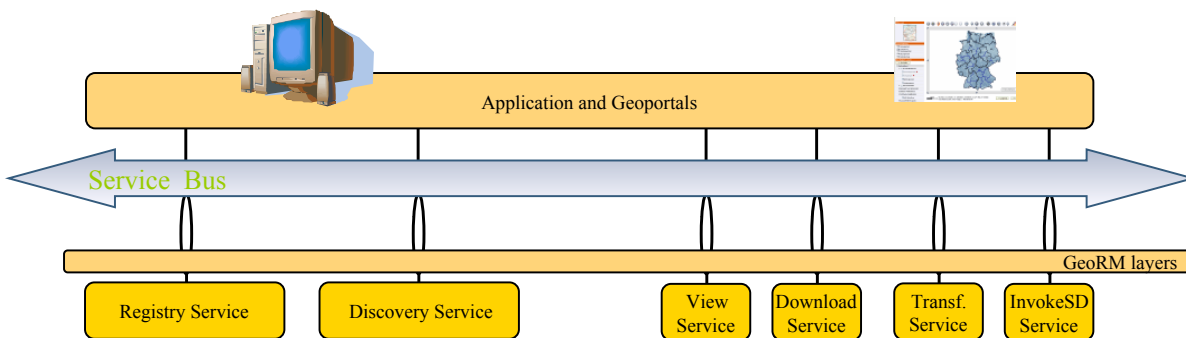 Application and Geoportals
Service Bus
GeoRM layers
Registry Service
Discovery Service
View
Service
Download
Service
Transf.
Service
InvokeSD
Service